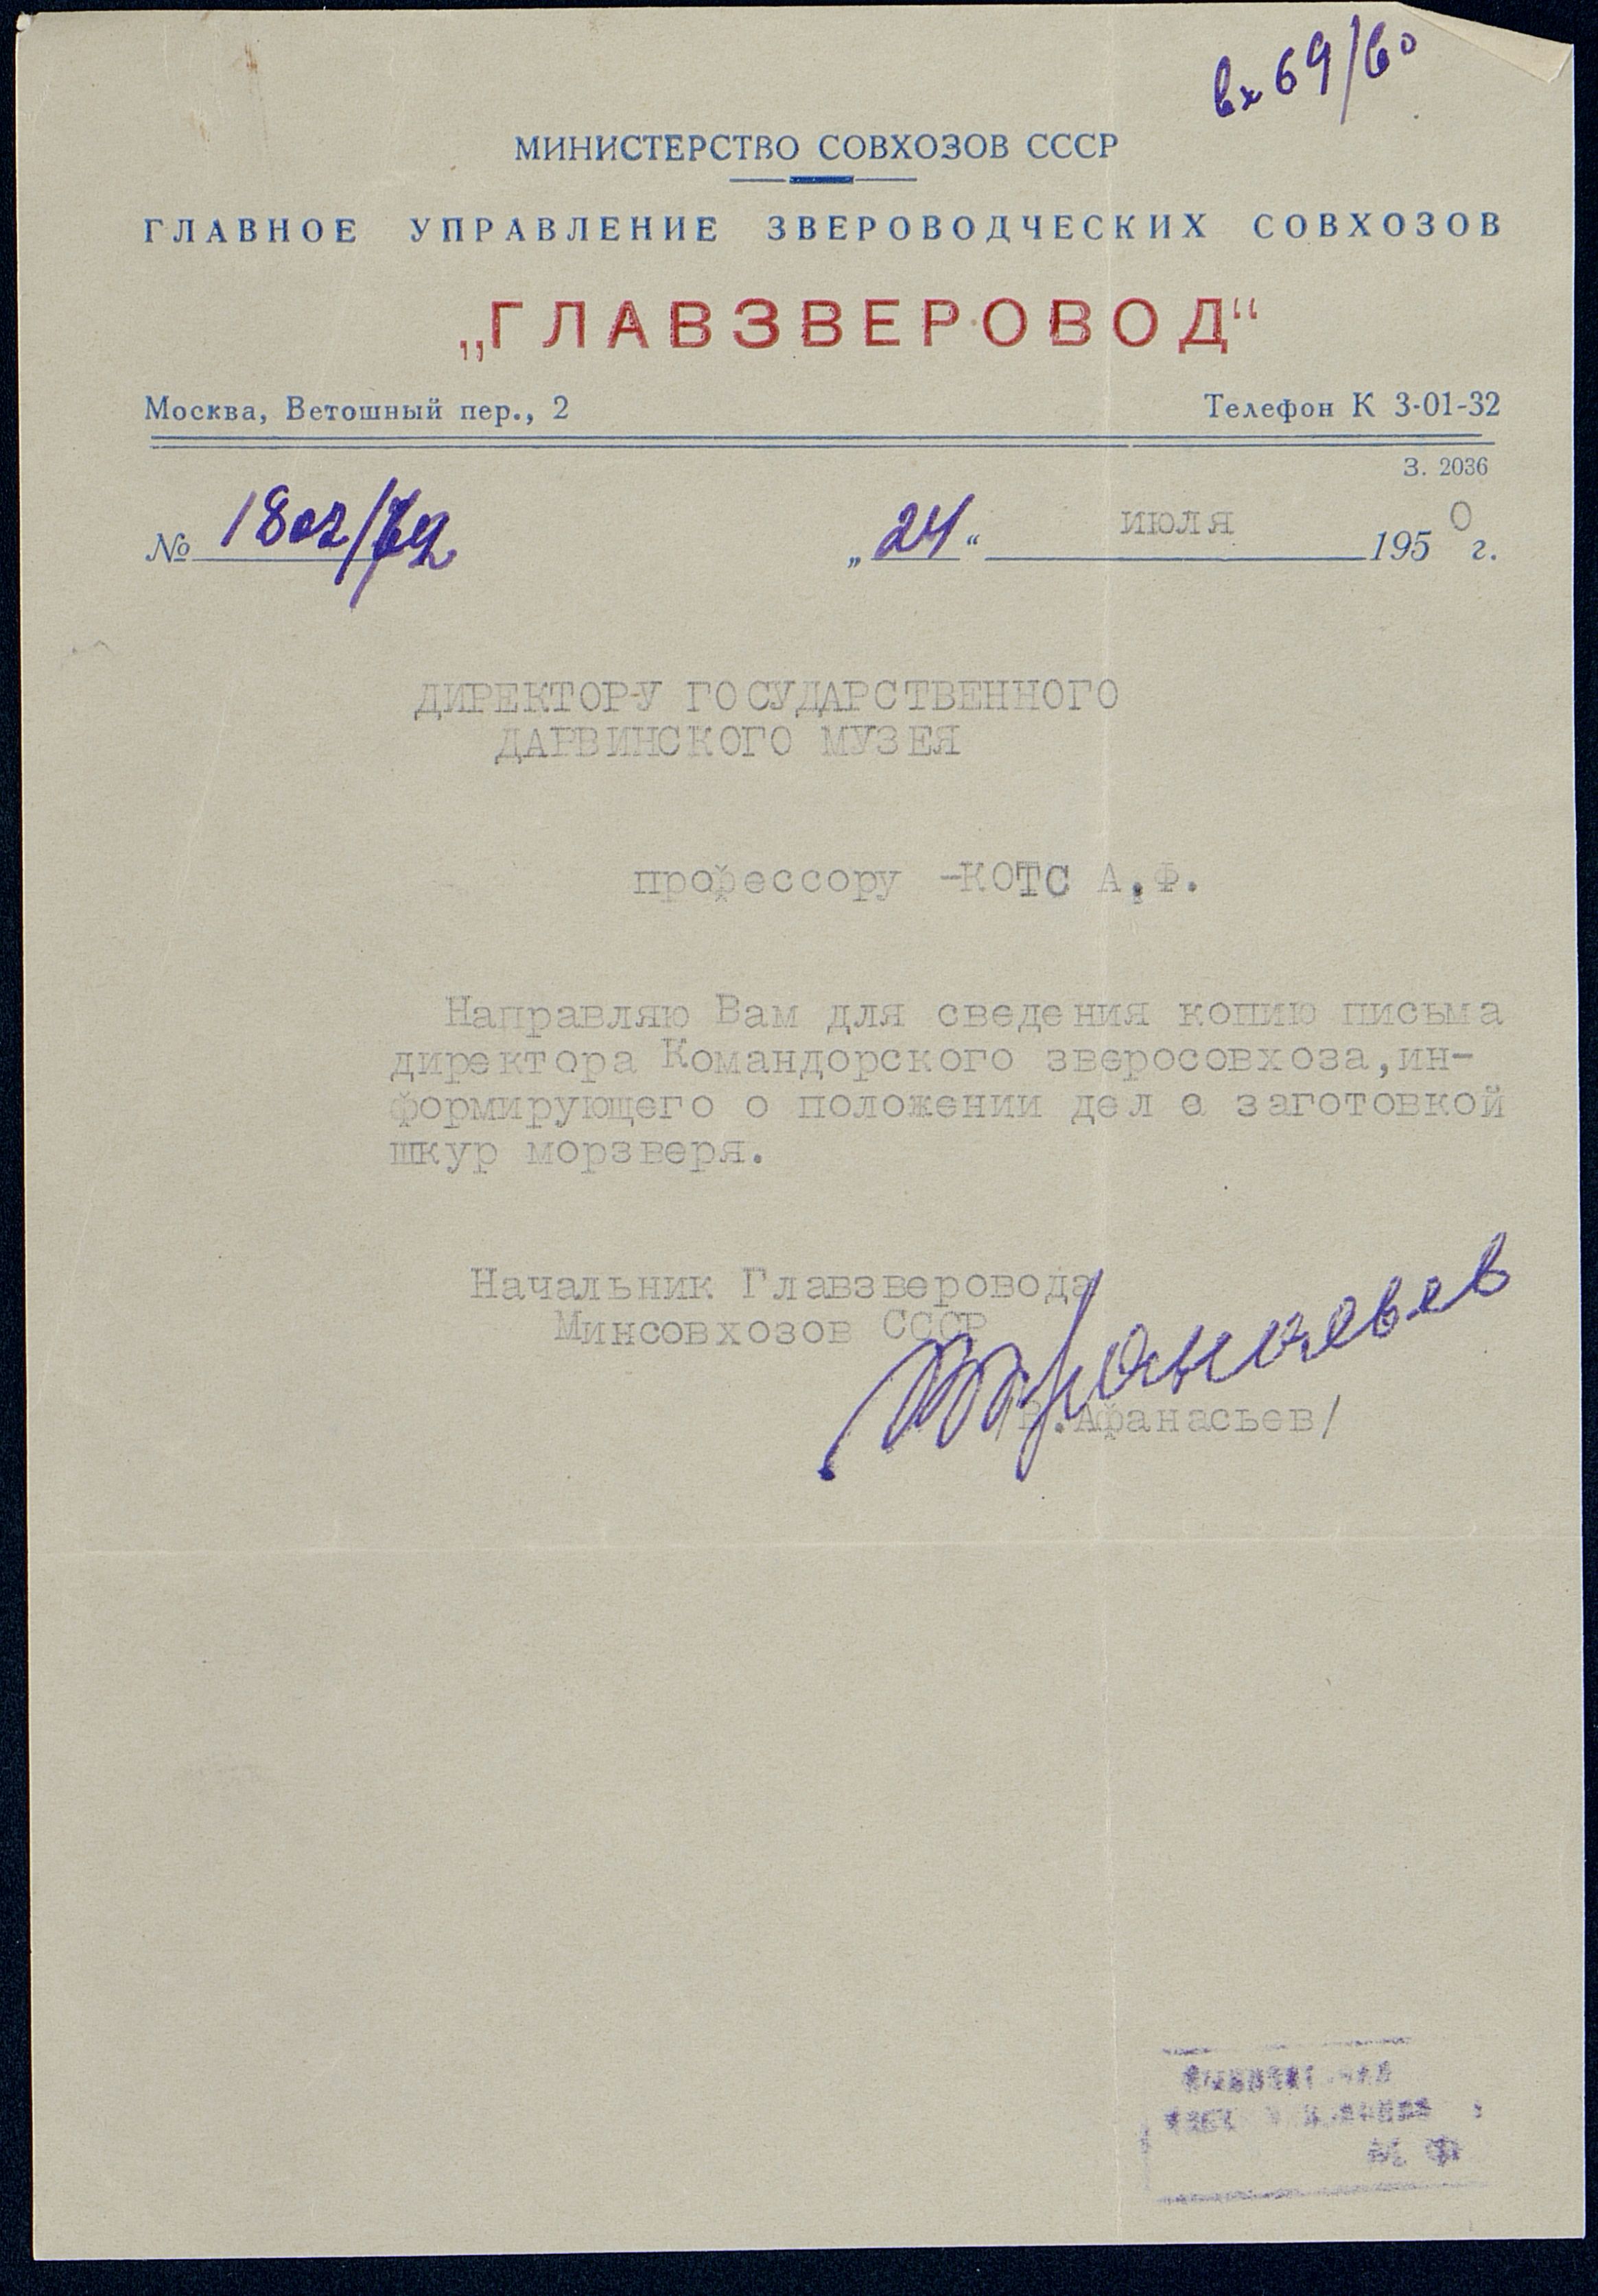 вх 69/60
МИНИСТЕРСТВО СОВХОЗОВ СССР
ГЛАВНОЕ УПРАВЛЕНИЕ ЗВЕРОВОДЧЕСКИХ СОВХОЗОВ
„ГЛАВЗВЕРОВОД“
Москва, Ветошный пер., 2 Телефон К 3-01-32
З. 2036
№ „24“ июля 1950 г.
ДИРЕКТОРУ ГОСУДАРСТВЕННОГО
ДАРВИНСКОГО МУЗЕЯ
профессору -КОТС А.Ф.
Направляю Вам для сведения копию письма
директора Командорского зверосовхоза,ин-
формирующего о положении дел с заготовкой
шкур морзверя.
Начальник Главзверовода
Минсовхозов СССР
Афанасьев
/В.Афанасьев/